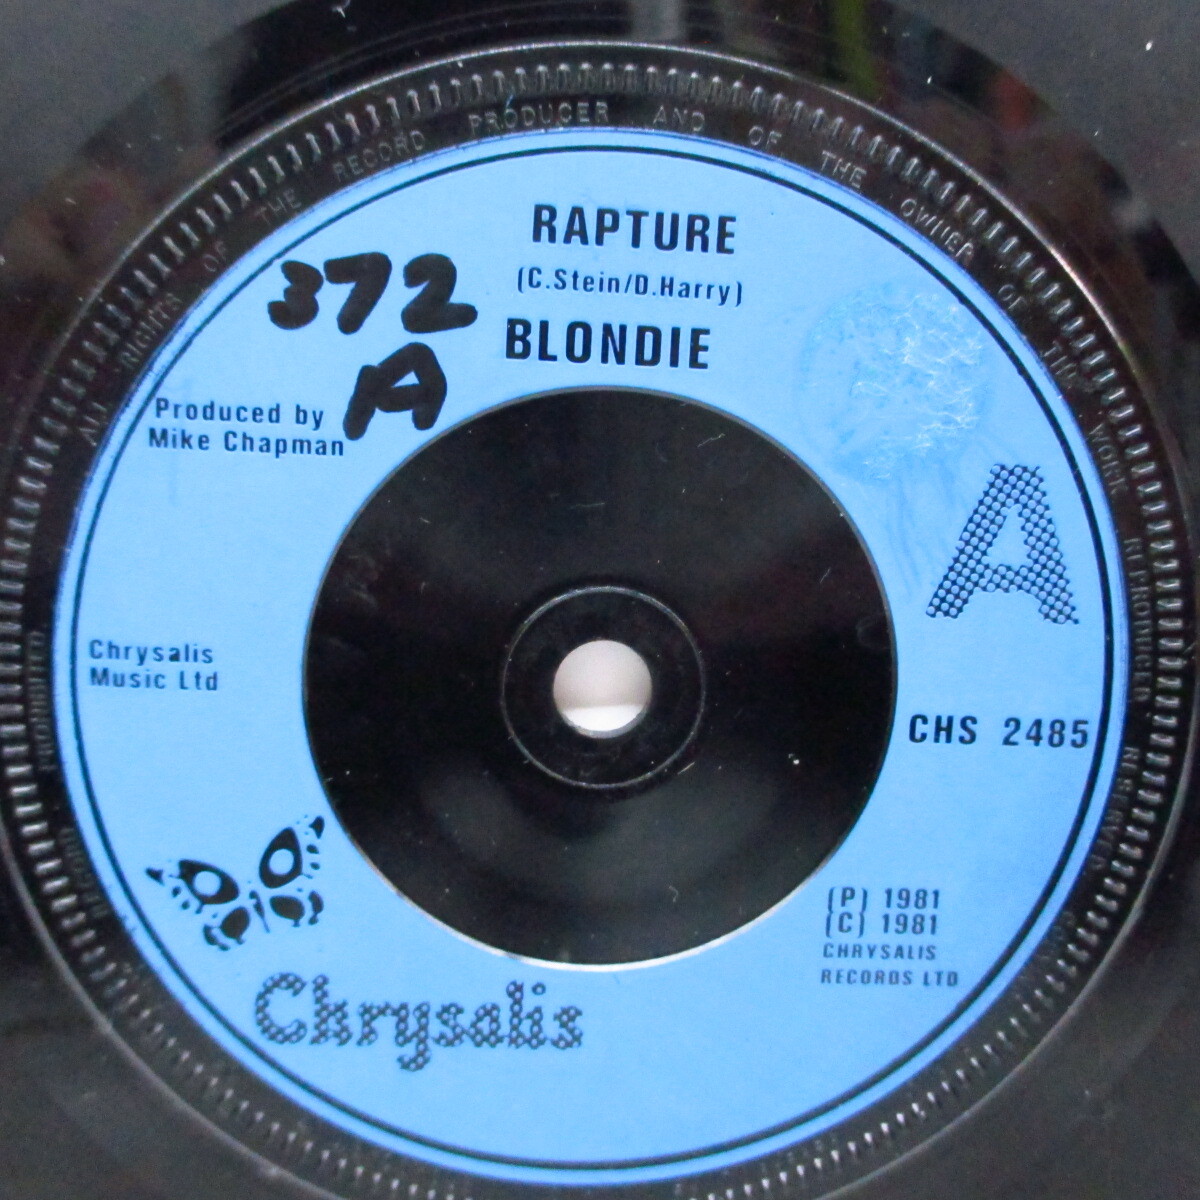 ALL RIGHTS OF THE RECORD PRODUCER AND OF THE OWNER OF THE WORK REPRODUCED RESERVED
PROHIBITED
RAPTURE
(C.Stein/D.Harry)
BLONDIE
372
A
Produced by
Mike Chapman
A
Chrysalis
Music Ltd
CHS 2485
(P) 1981
(C) 1981
CHRYSALIS
RECORDS LTD
Chrysalis